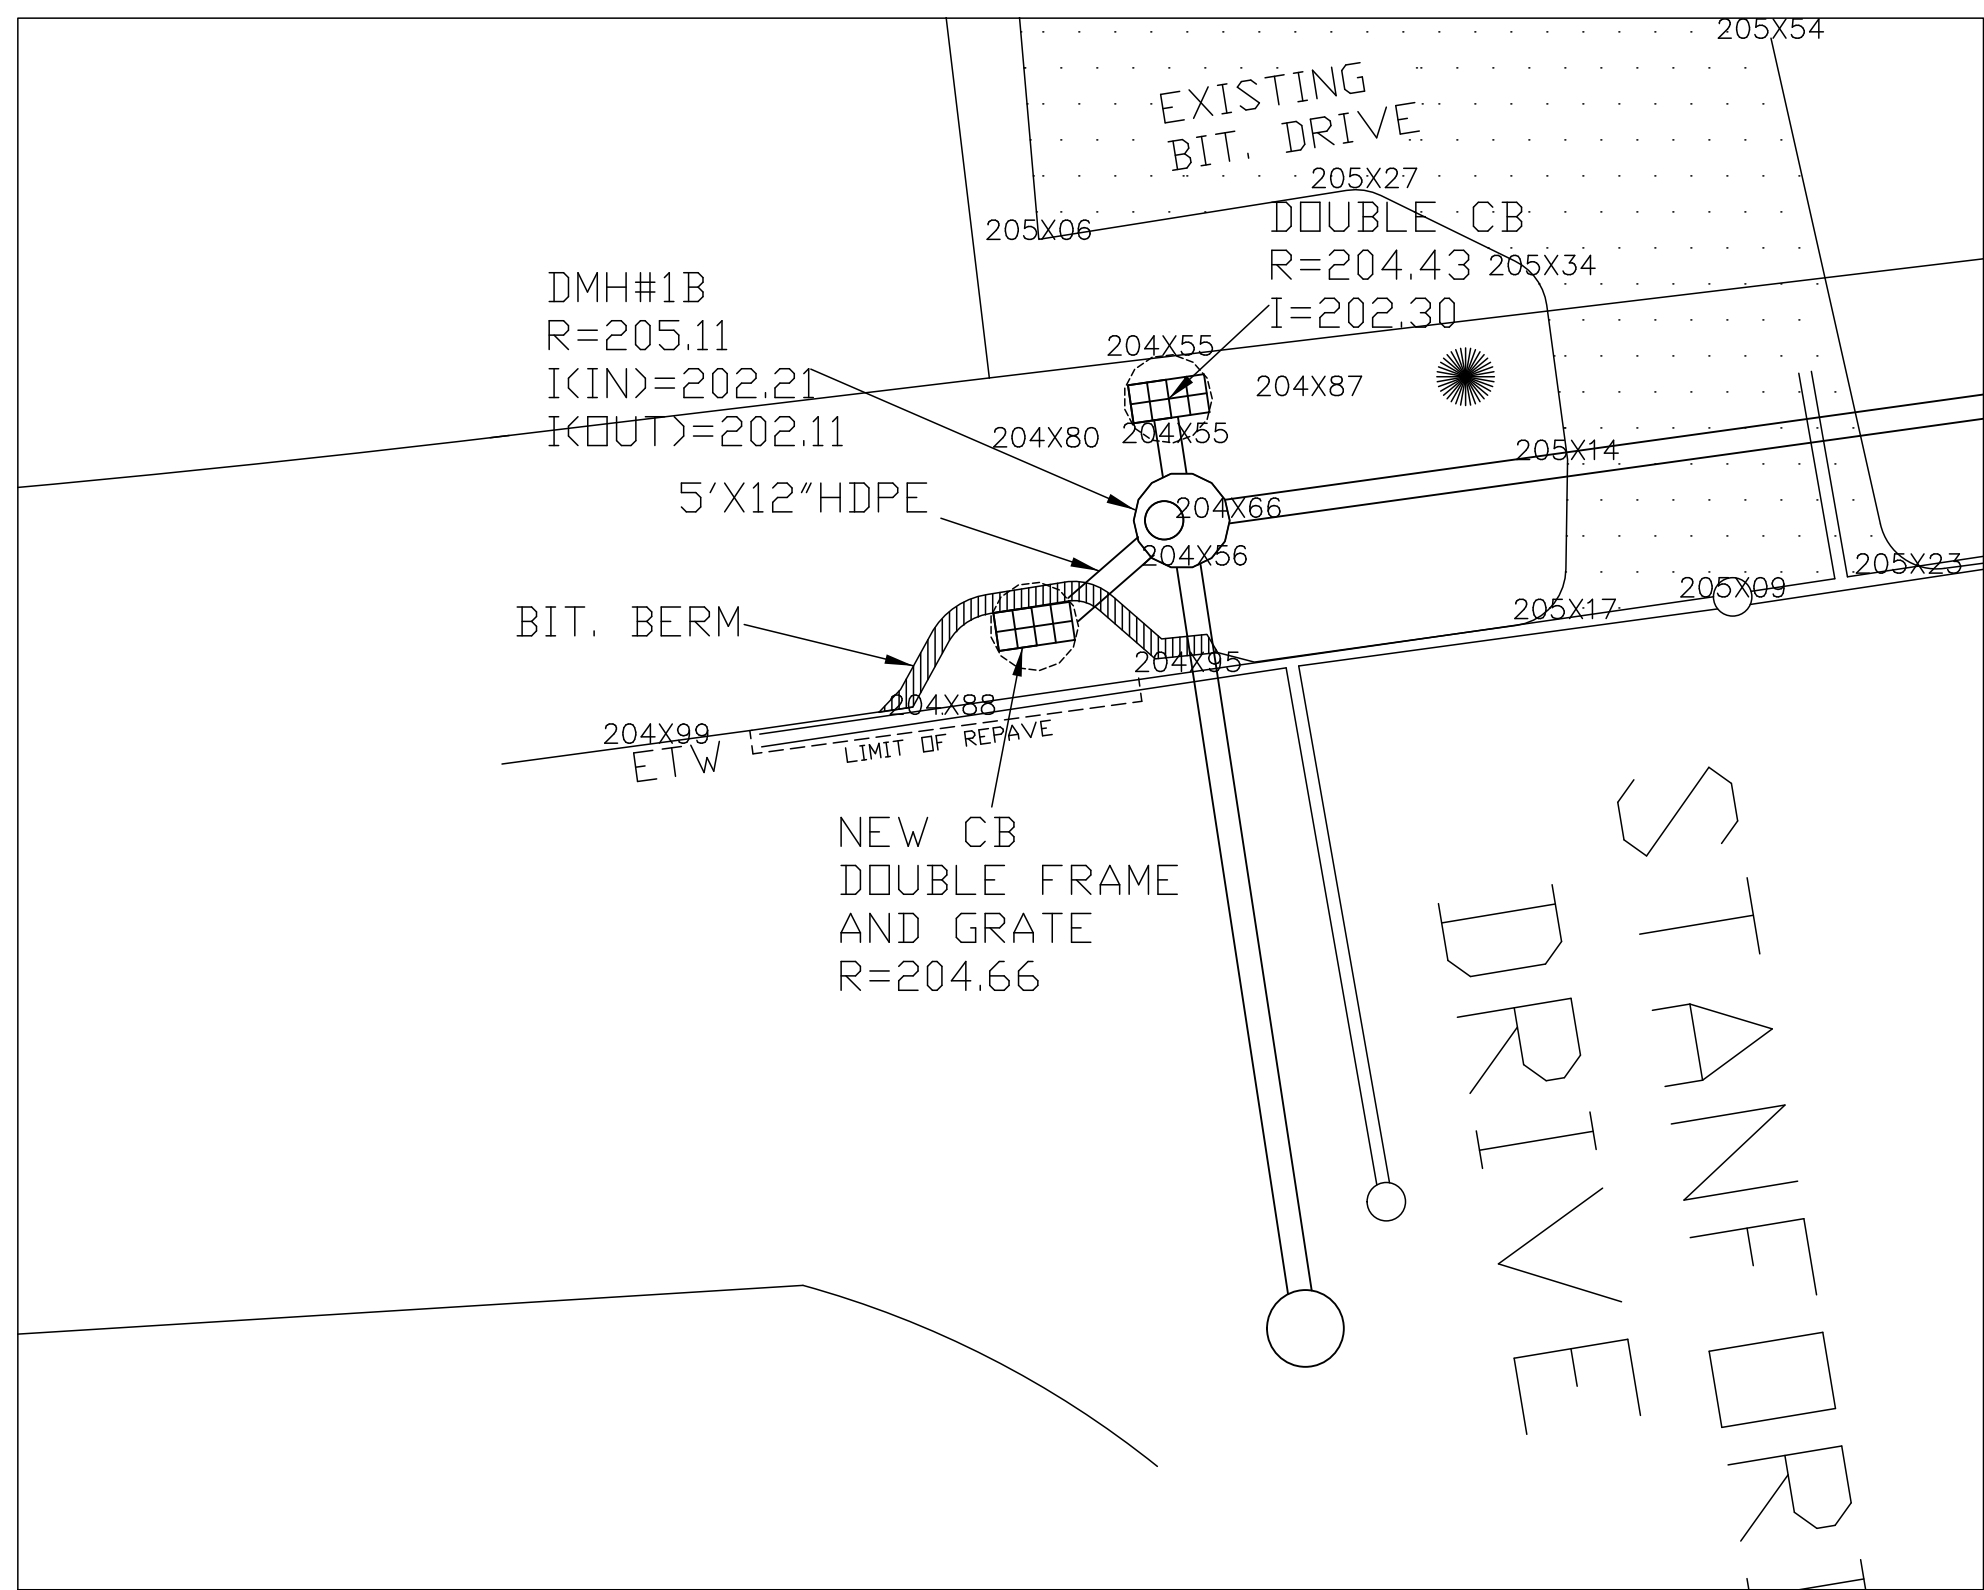 205X54
EXISTING
BIT. DRIVE
205X27
205X06
DOUBLE CB
R=204.43
I=202.30
205X34
DMH#1B
R=205.11
I(IN)=202.21
I(OUT)=202.11
204X55
204X87
204X80
204X55
205X14
5'X12"HDPE
204X66
204X56
205X23
205X09
205X17
BIT. BERM
204X95
204X88
204X99
ETW
LIMIT OF REPAVE
NEW CB
DOUBLE FRAME
AND GRATE
R=204.66
STANFOR
DRIVE